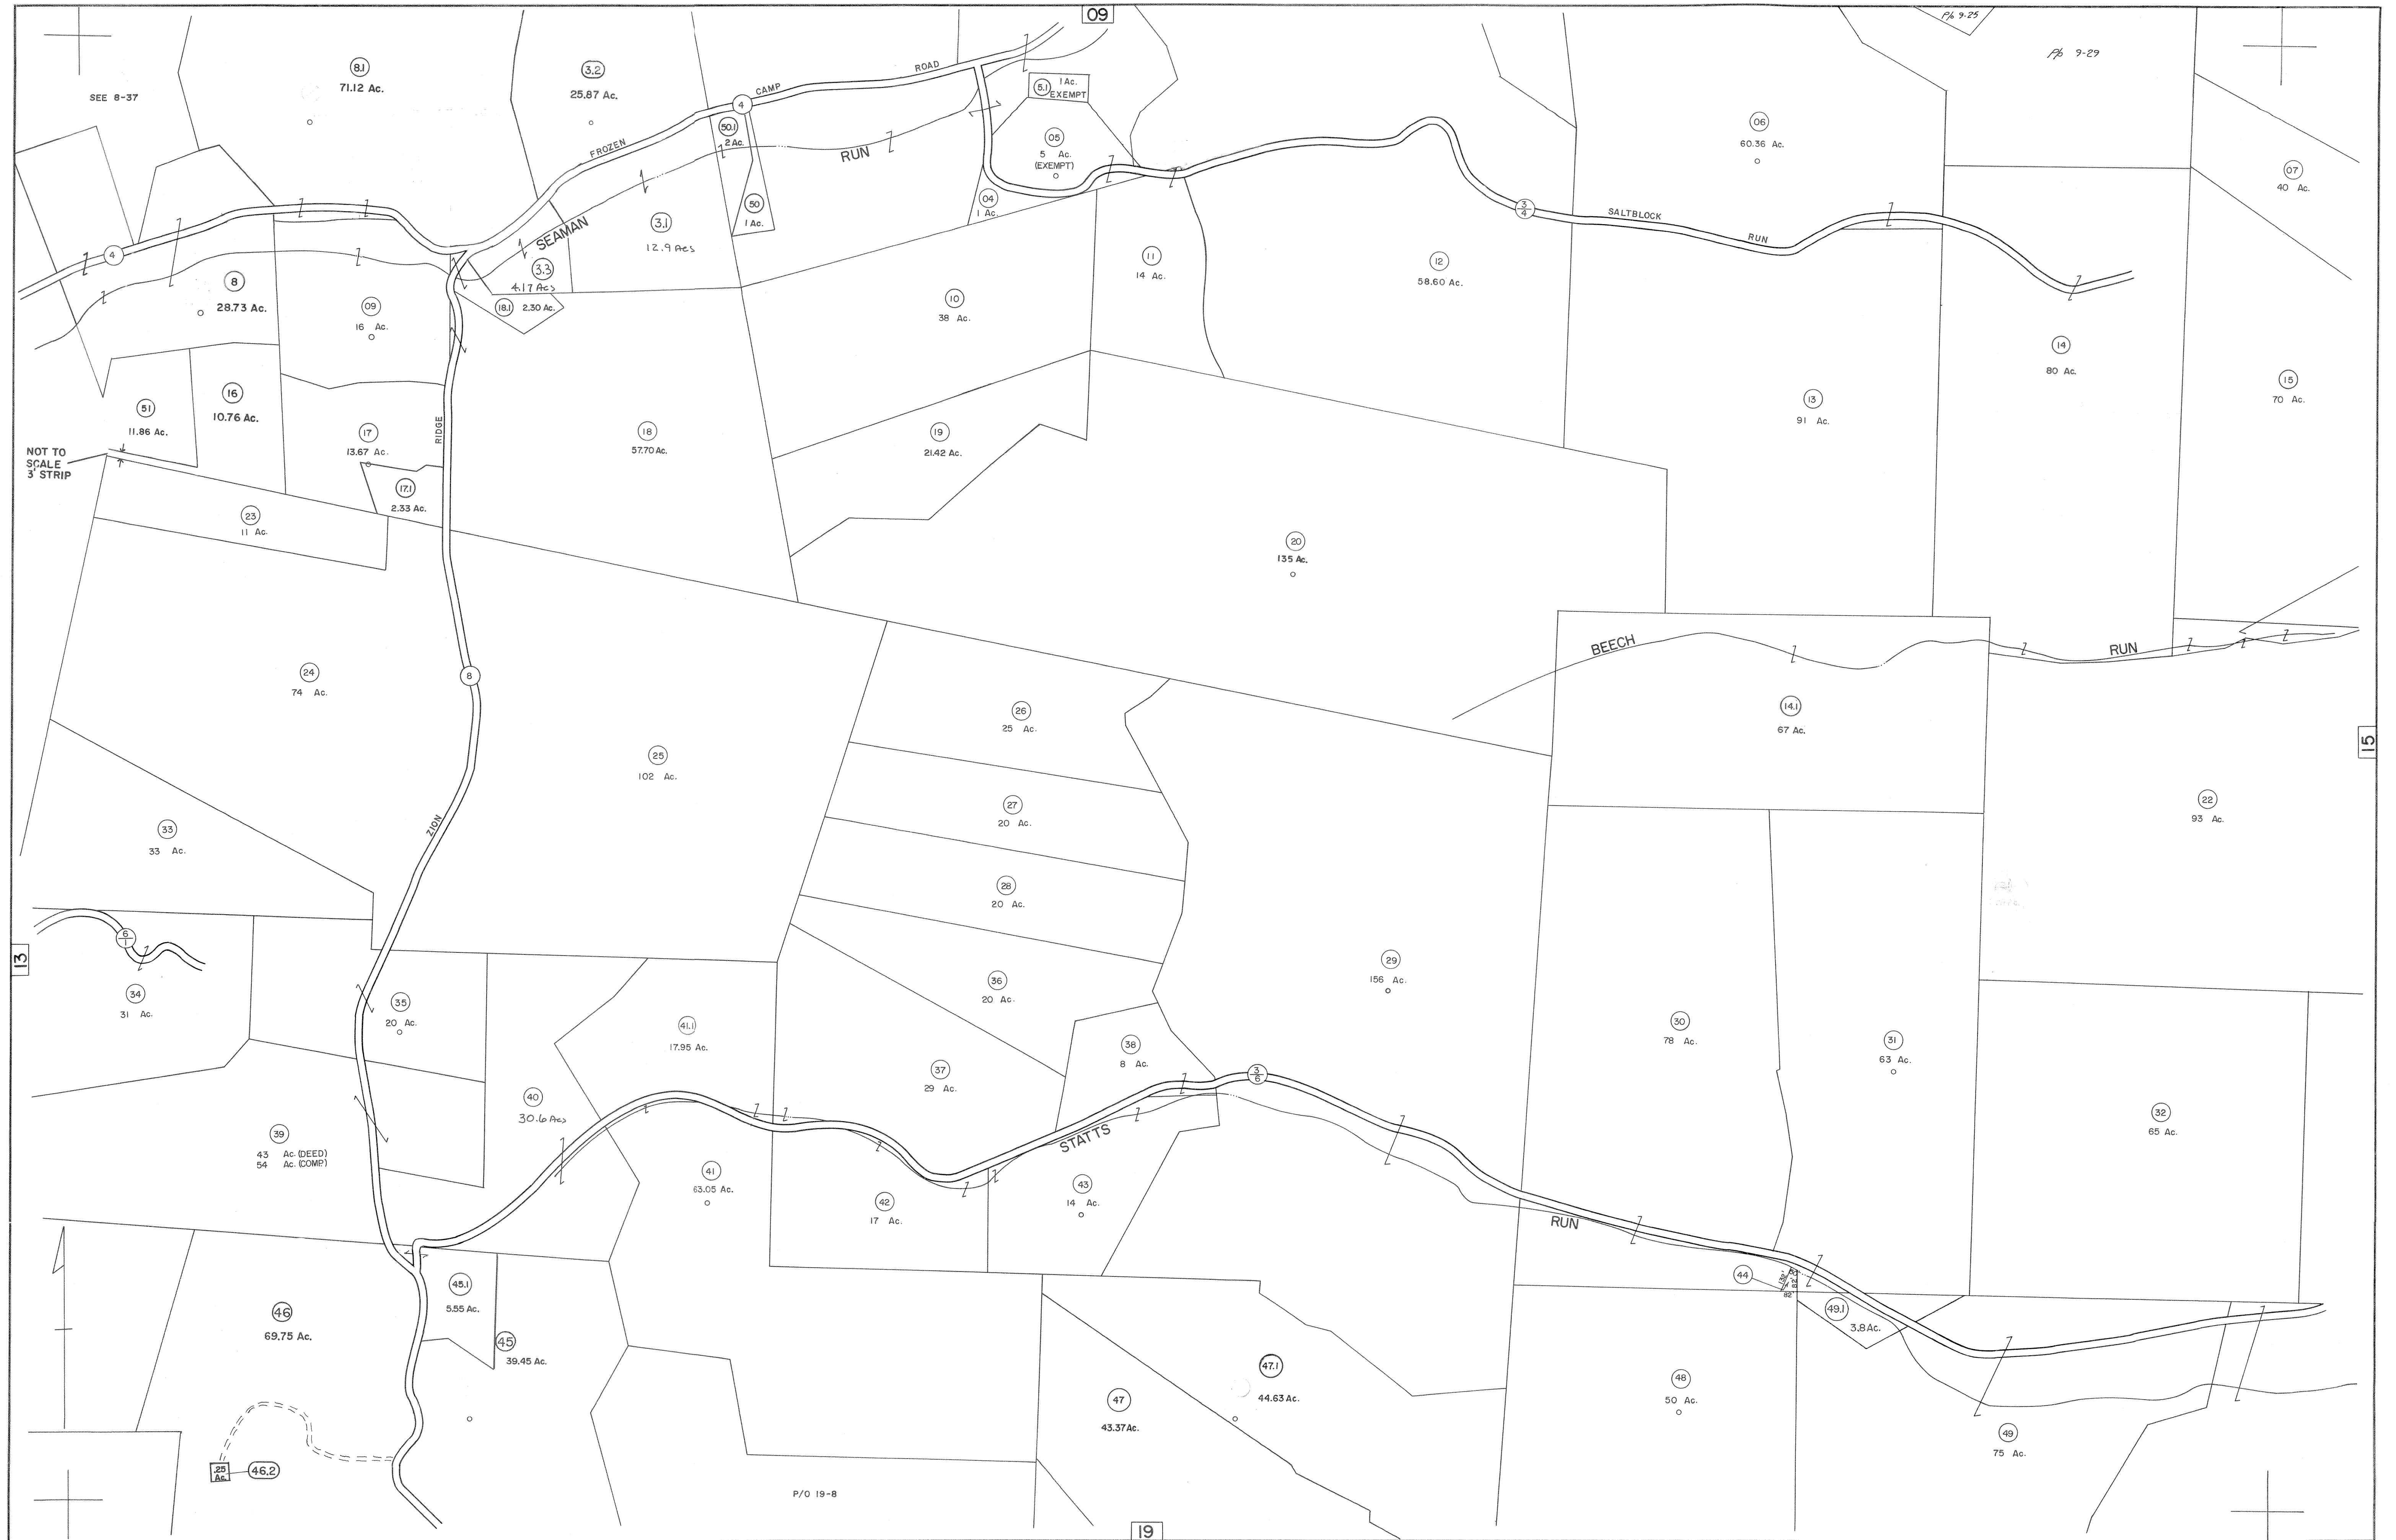 09
P/o 9-25
P/o 9-29
SEE 8-37
8.1
71.12 Ac.
3.2
25.87 Ac.
FROZEN
4
CAMP
ROAD
50.1
2 Ac.
RUN
5.1
1 Ac.
EXEMPT
05
5 Ac.
(EXEMPT)
06
60.36 Ac.
07
40 Ac.
04
1 Ac.
50
1 Ac.
3.1
12.9 Acs
SEAMAN
3.3
4.17 Acs
18.1 2.30 Ac.
3/4
SALTBLOCK
RUN
4
8
28.73 Ac.
09
16 Ac.
10
38 Ac.
11
14 Ac.
12
58.60 Ac.
14
80 Ac.
15
70 Ac.
13
91 Ac.
51
11.86 Ac.
16
10.76 Ac.
17
13.67 Ac.
RIDGE
18
57.70 Ac.
19
21.42 Ac.
NOT TO
SCALE
3' STRIP
17.1
2.33 Ac.
23
11 Ac.
20
135 Ac.
BEECH
RUN
24
74 Ac.
8
26
25 Ac.
14.1
67 Ac.
15
25
102 Ac.
27
20 Ac.
22
93 Ac.
33
33 Ac.
ZION
28
20 Ac.
6/1
13
34
31 Ac.
35
20 Ac.
36
20 Ac.
29
156 Ac.
41.1
17.95 Ac.
38
8 Ac.
30
78 Ac.
31
63 Ac.
37
29 Ac.
3/6
40
30.6 Acs
32
65 Ac.
39
43 Ac. (DEED)
54 Ac. (COMP.)
STATTS
41
63.05 Ac.
42
17 Ac.
43
14 Ac.
RUN
44
139'
82'
82'
45.1
5.55 Ac.
46
69.75 Ac.
45
39.45 Ac.
49.1
3.8 Ac.
47.1
44.63 Ac.
47
43.37 Ac.
48
50 Ac.
49
75 Ac.
.25
Ac.
46.2
P/O 19-8
19